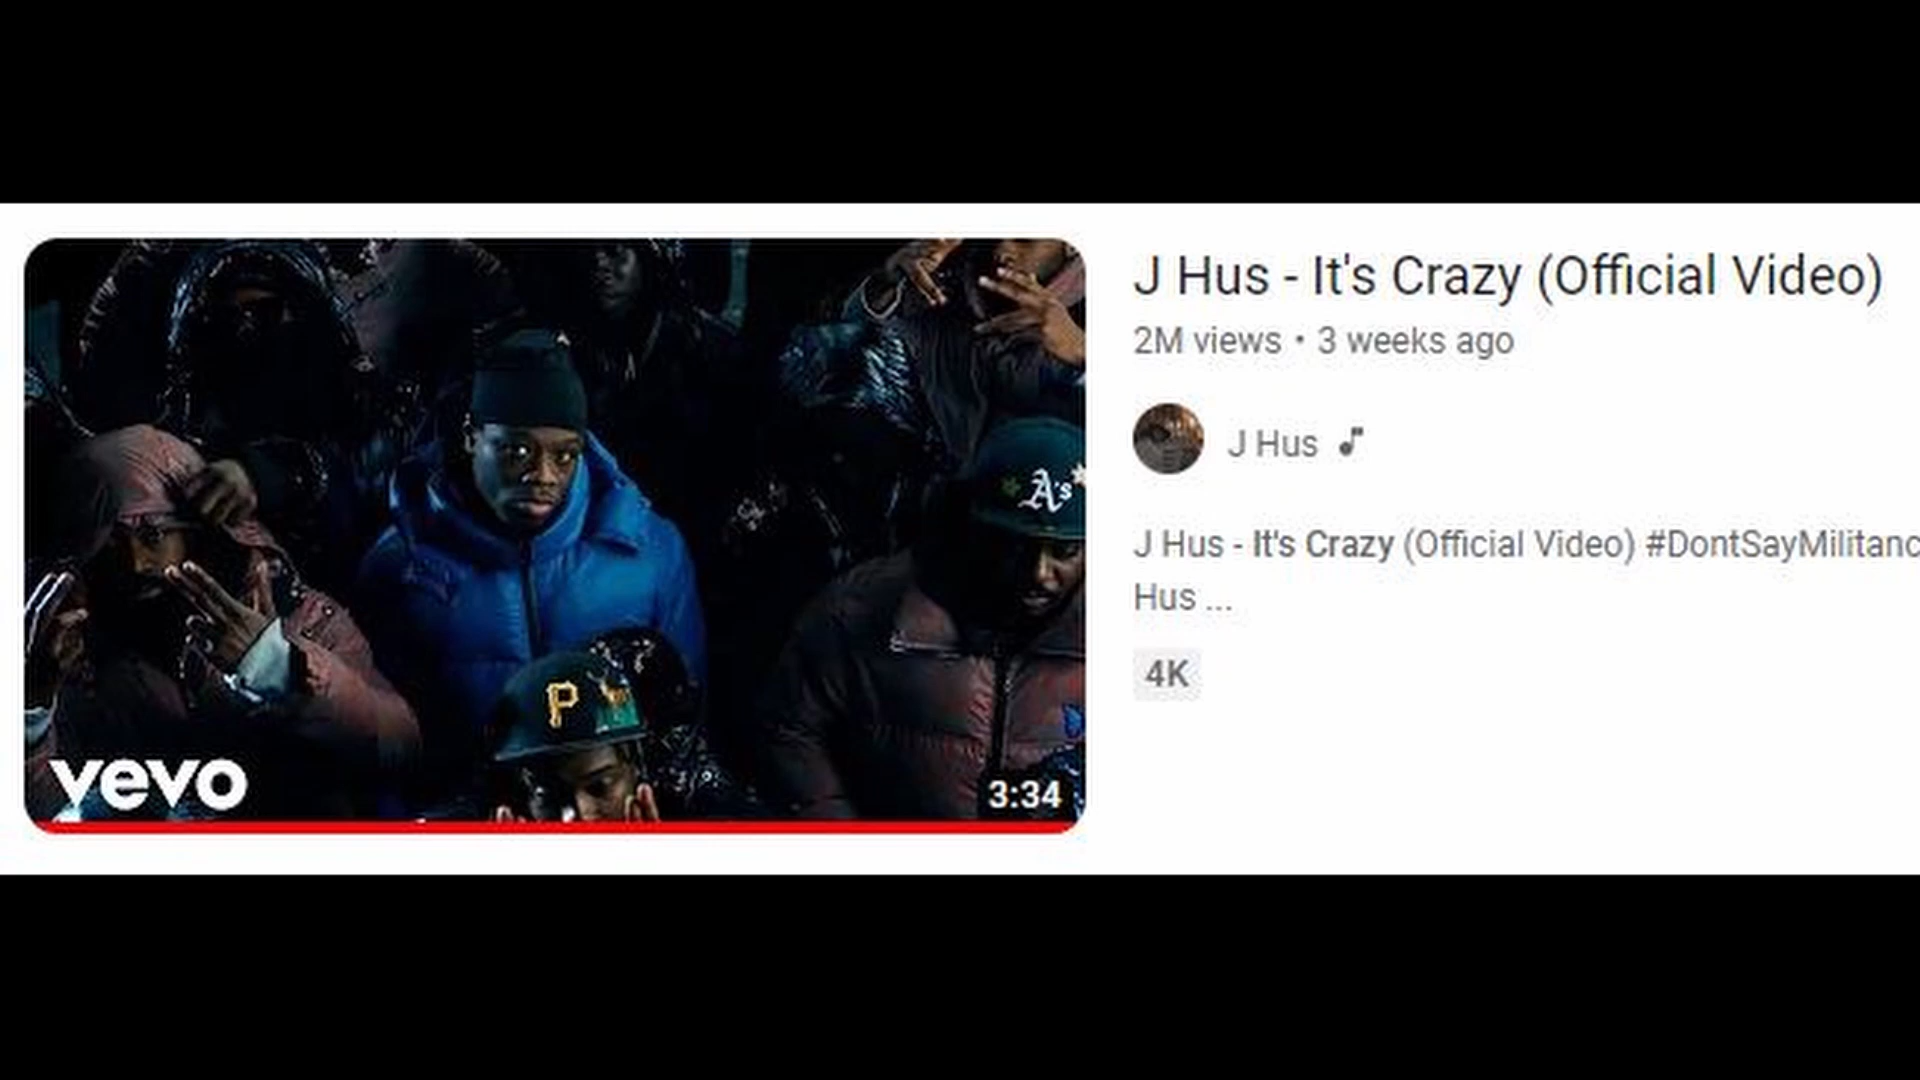 J Hus - It's Crazy (Official Video)
2M views • 3 weeks ago
J Hus
J Hus - It's Crazy (Official Video) #DontSayMilitanc
Hus ...
4K
A's
P
vevo
3:34